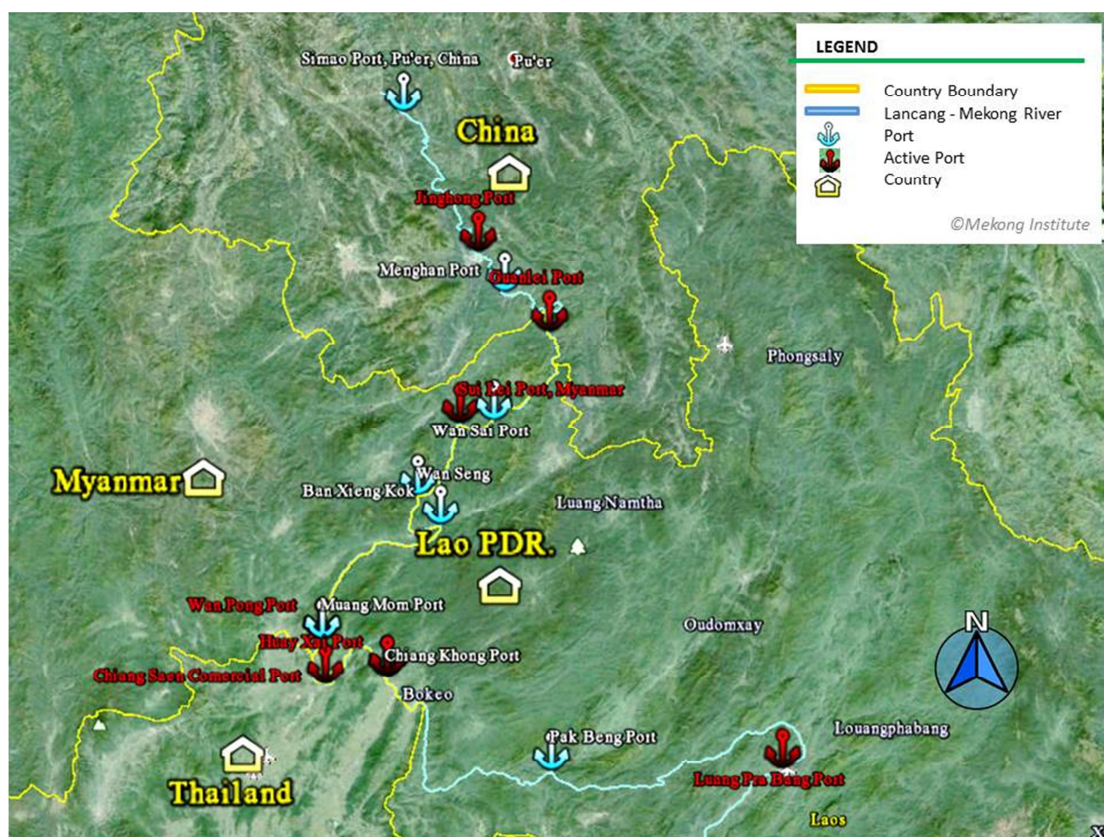 LEGEND
Country Boundary
Lancang - Mekong River
Port
Active Port
Country
©Mekong Institute
Simao Port, Pu'er, China
Pu'er
China
Jinghong Port
Menghan Port
Guanlei Port
Phongsaly
Sui Lei Port, Myanmar
Wan Sai Port
Myanmar
Wan Seng
Ban Xieng Kok
Luang Namtha
Lao PDR.
Wan Pong Port
Muang Mom Port
Huay Xai Port
Oudomxay
Chiang Khong Port
Chiang Saen Comercial Port
Bokeo
N
Louangphabang
Pak Beng Port
Luang Pra Bang Port
Thailand
Laos